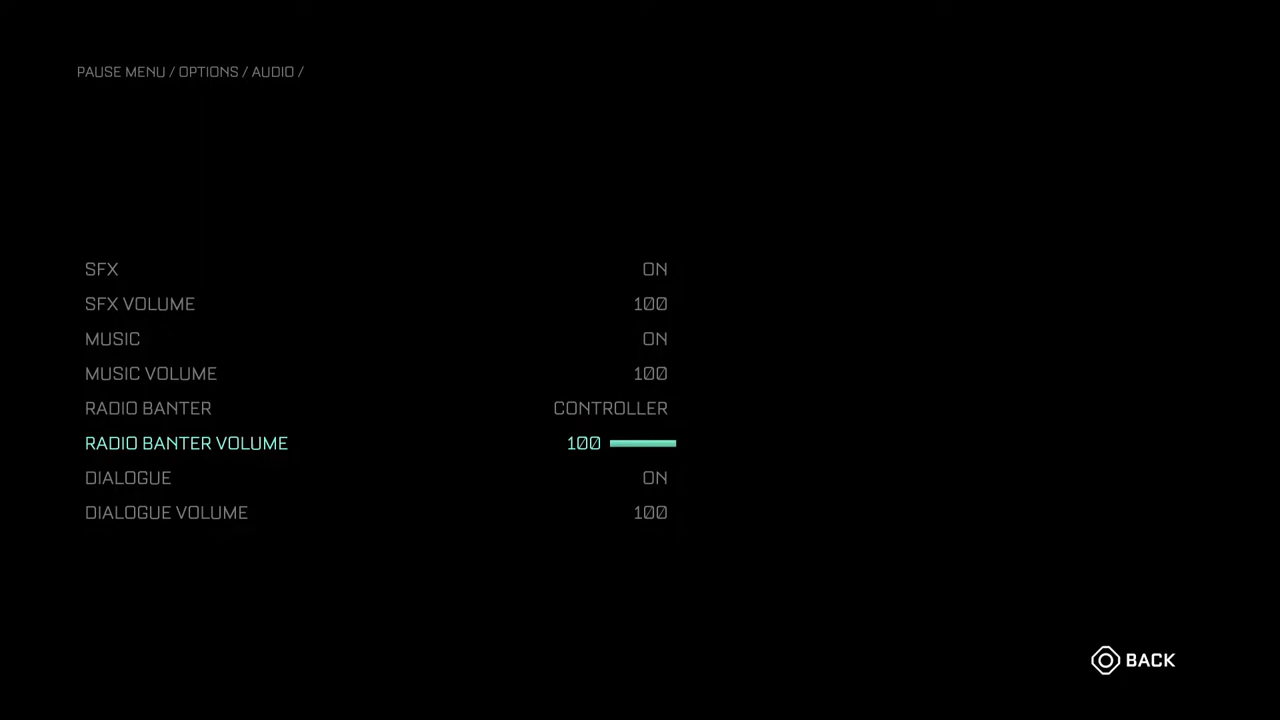 PAUSE MENU / OPTIONS / AUDIO /
SFX ON
SFX VOLUME 100
MUSIC ON
MUSIC VOLUME 100
RADIO BANTER CONTROLLER
RADIO BANTER VOLUME 100
DIALOGUE ON
DIALOGUE VOLUME 100
BACK